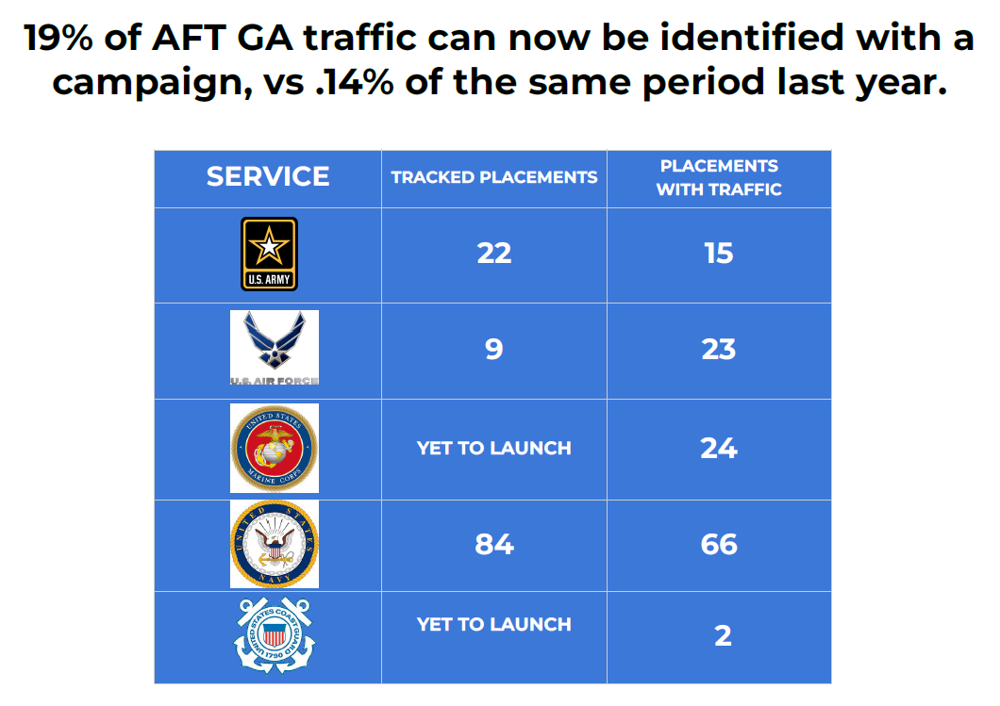 19% of AFT GA traffic can now be identified with a
campaign, vs .14% of the same period last year.
SERVICE
TRACKED PLACEMENTS
PLACEMENTS
WITH TRAFFIC
U.S. ARMY
22
15
U.S. AIR FORCE
9
23
UNITED STATES
MARINE CORPS
YET TO LAUNCH
24
UNITED STATES
NAVY
84
66
UNITED STATES COAST GUARD
1790
YET TO LAUNCH
2